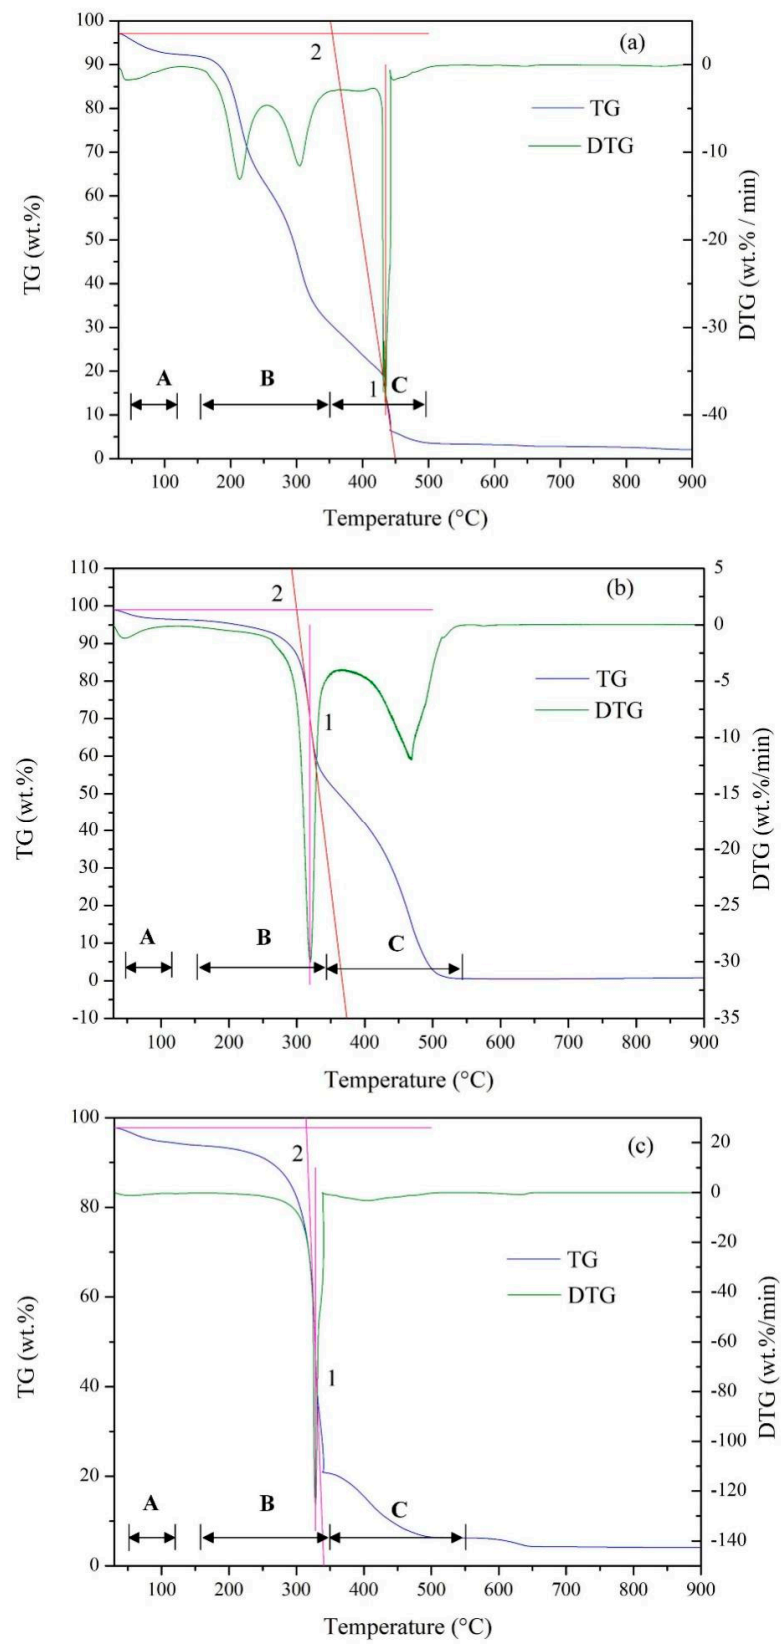 (a)
2
TG
DTG
A
B
1
C
100
90
80
70
60
50
40
30
20
10
0
0
-10
-20
-30
-40
TG (wt.%)
DTG (wt.% / min)
100 200 300 400 500 600 700 800 900
Temperature (°C)
(b)
2
TG
DTG
1
A
B
C
110
100
90
80
70
60
50
40
30
20
10
0
-10
5
0
-5
-10
-15
-20
-25
-30
-35
TG (wt.%)
DTG (wt.%/min)
100 200 300 400 500 600 700 800 900
Temperature (°C)
(c)
2
TG
DTG
1
A
B
C
100
80
60
40
20
0
20
0
-20
-40
-60
-80
-100
-120
-140
TG (wt.%)
DTG (wt.%/min)
100 200 300 400 500 600 700 800 900
Temperature (°C)